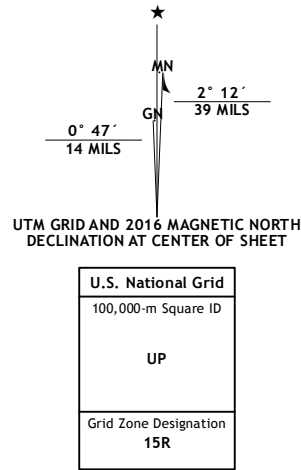 ★
MN
2° 12´
39 MILS
GN
0° 47´
14 MILS
UTM GRID AND 2016 MAGNETIC NORTH
DECLINATION AT CENTER OF SHEET
U.S. National Grid
100,000-m Square ID
UP
Grid Zone Designation
15R